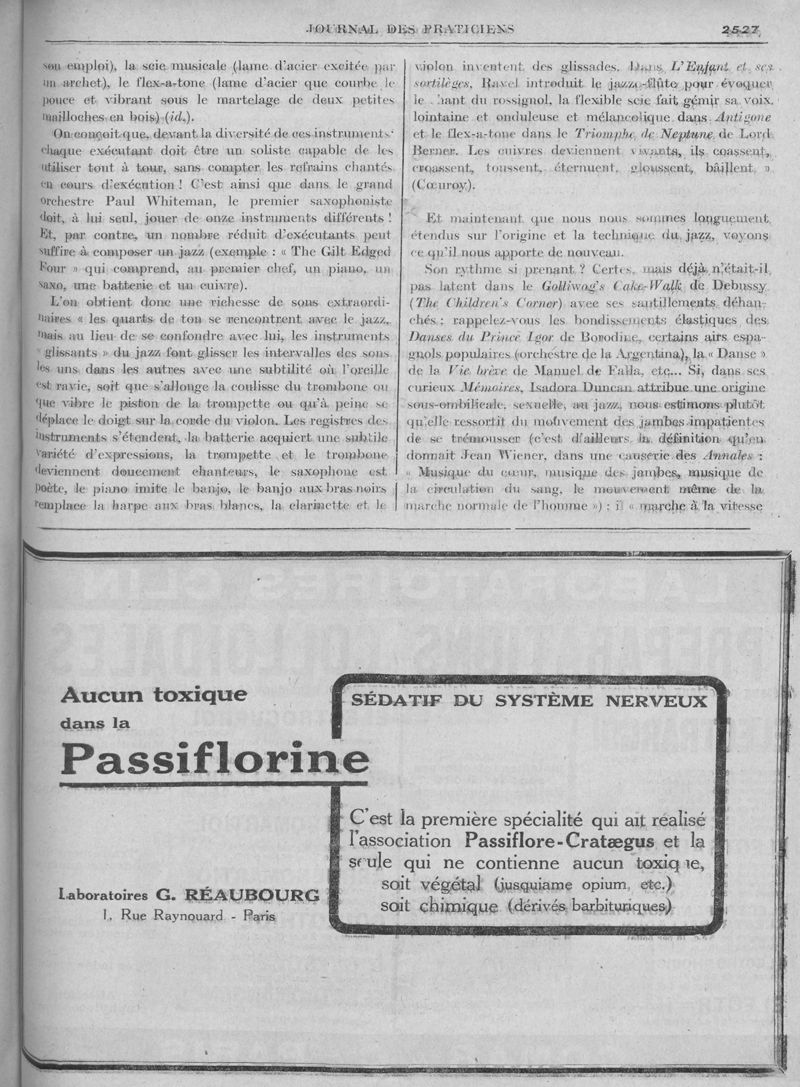 JOURNAL DES PRATICIENS 2527
son emploi), la scie musicale (lame d'acier excitée par
un archet), le flex-a-tone (lame d'acier que courbe le
pouce et vibrant sous le martelage de deux petites
mailloches en bois) (id.).
On conçoit que, devant la diversité de ces instruments
chaque exécutant doit être un soliste capable de les
utiliser tout à tour, sans compter les refrains chantés
en cours d'exécution ! C'est ainsi que dans le grand
orchestre Paul Whiteman, le premier saxophoniste
doit, à lui seul, jouer de onze instruments différents !
Et, par contre, un nombre réduit d'exécutants peut
suffire à composer un jazz (exemple : « The Gilt Edged
Four » qui comprend, au premier chef, un piano, un
saxo, une batterie et un cuivre).
L'on obtient donc une richesse de sons extraordi-
naires « les quarts de ton se rencontrent avec le jazz,
mais au lieu de se confondre avec lui, les instruments
« glissants » du jazz font glisser les intervalles des sons
les uns dans les autres avec une subtilité où l'oreille
est ravie, soit que s'allonge la coulisse du trombone ou
que vibre le piston de la trompette ou qu'à peine se
déplace le doigt sur la corde du violon. Les registres des
instruments s'étendent, la batterie acquiert une subtile
variété d'expressions, la trompette et le trombone
deviennent doucement chanteurs, le saxophone est
poète, le piano imite le banjo, le banjo aux bras noirs
remplace la harpe aux bras blancs, la clarinette et le
violon inventent des glissades. Dans L'Enfant et ses
sortilèges, Ravel introduit le jazz-flûte pour évoquer
le chant du rossignol, la flexible scie fait gémir sa voix
lointaine et onduleuse et mélancolique dans Antigone
et le flex-a-tone dans le Triomphe de Neptune de Lord
Berner. Les cuivres deviennent vivants, ils coassent,
croassent, toussent, éternuent, gloussent, bâillent »
(Cœuroy).
Et maintenant que nous nous sommes longuement
étendus sur l'origine et la technique du jazz, voyons
ce qu'il nous apporte de nouveau.
Son rythme si prenant ? Certes, mais déjà n'était-il
pas latent dans le Golliwog's Cake-Walk de Debussy
(The Children's Corner) avec ses sautillements déhan-
chés ; rappelez-vous les bondissements élastiques des
Danses du Prince Igor de Borodine, certains airs espa-
gnols populaires (orchestre de la Argentana), la « Danse »
de la Vie brève de Manuel de Falla, etc... Si, dans ses
curieux Mémoires, Isadora Duncan attribue une origine
sous-ombilicale, sexuelle, au jazz, nous estimons plutôt
qu'elle ressortit du mouvement des jambes impatientes
de se trémousser (c'est d'ailleurs la définition qu'en
donnait Jean Wiener, dans une causerie des Annales :
« Musique du cœur, musique des jambes, musique de
la circulation du sang, le mouvement même de la
marche normale de l'homme ») : il « marche à la vitesse
Aucun toxique
dans la
Passiflorine
Laboratoires G. RÉAUBOURG
1, Rue Raynouard - Paris
SÉDATIF DU SYSTÈME NERVEUX
C'est la première spécialité qui ait réalisé
l'association Passiflore-Cratægus et la
seule qui ne contienne aucun toxique,
soit végétal (jusquiame opium, etc.)
soit chimique (dérivés barbituriques)